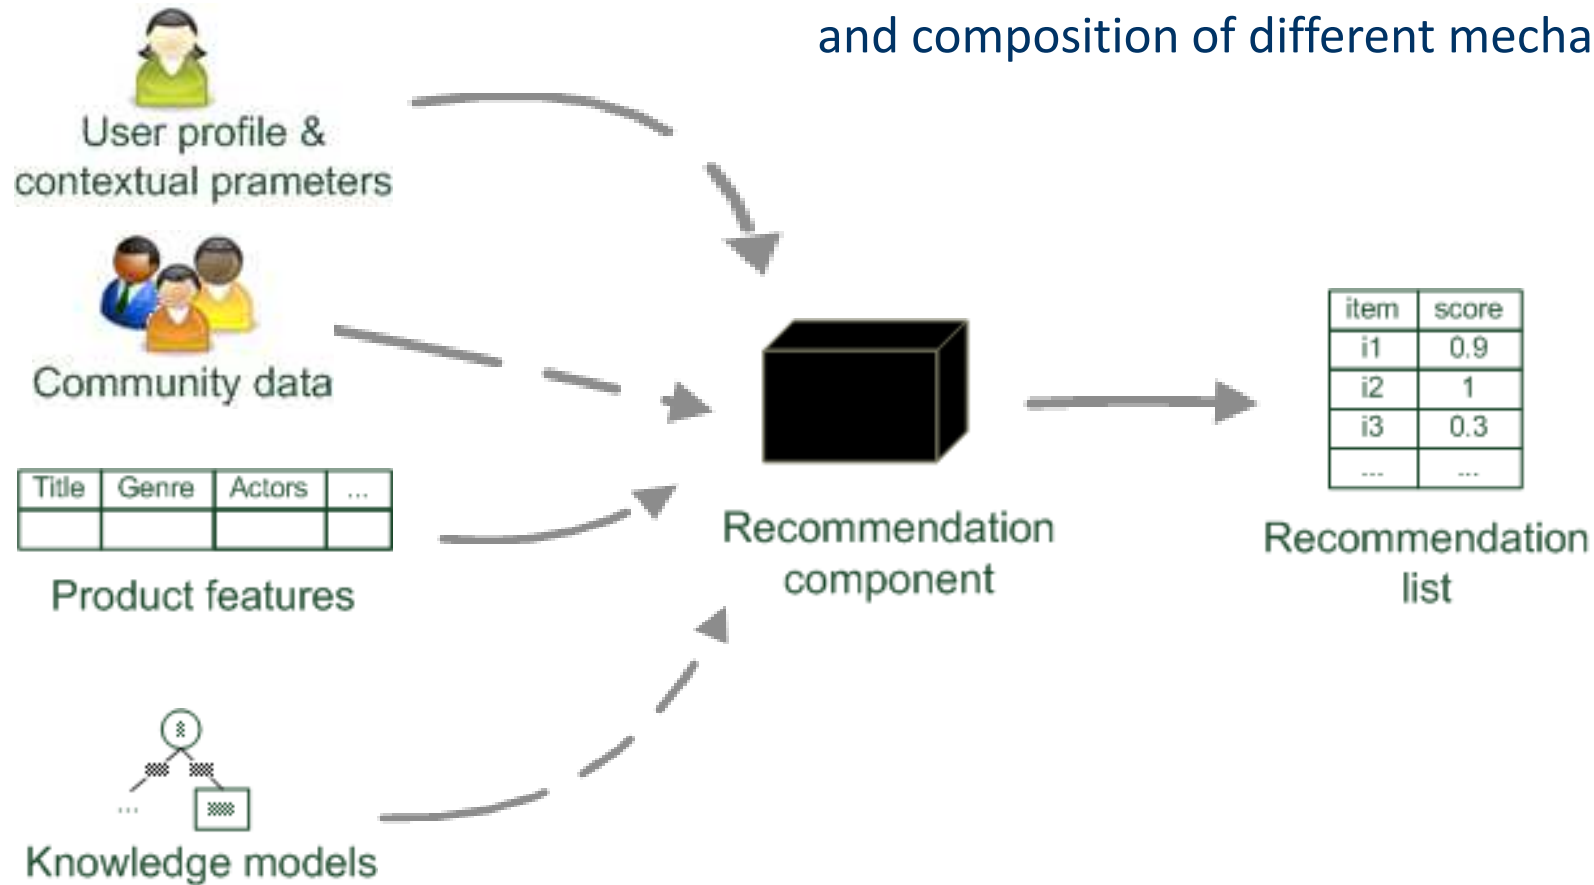 and composition of different mecha
User profile &
contextual prameters
Community data
Title Genre Actors ...
Product features
Knowledge models
...
Recommendation
component
item score
i1 0.9
i2 1
i3 0.3
... ...
Recommendation
list